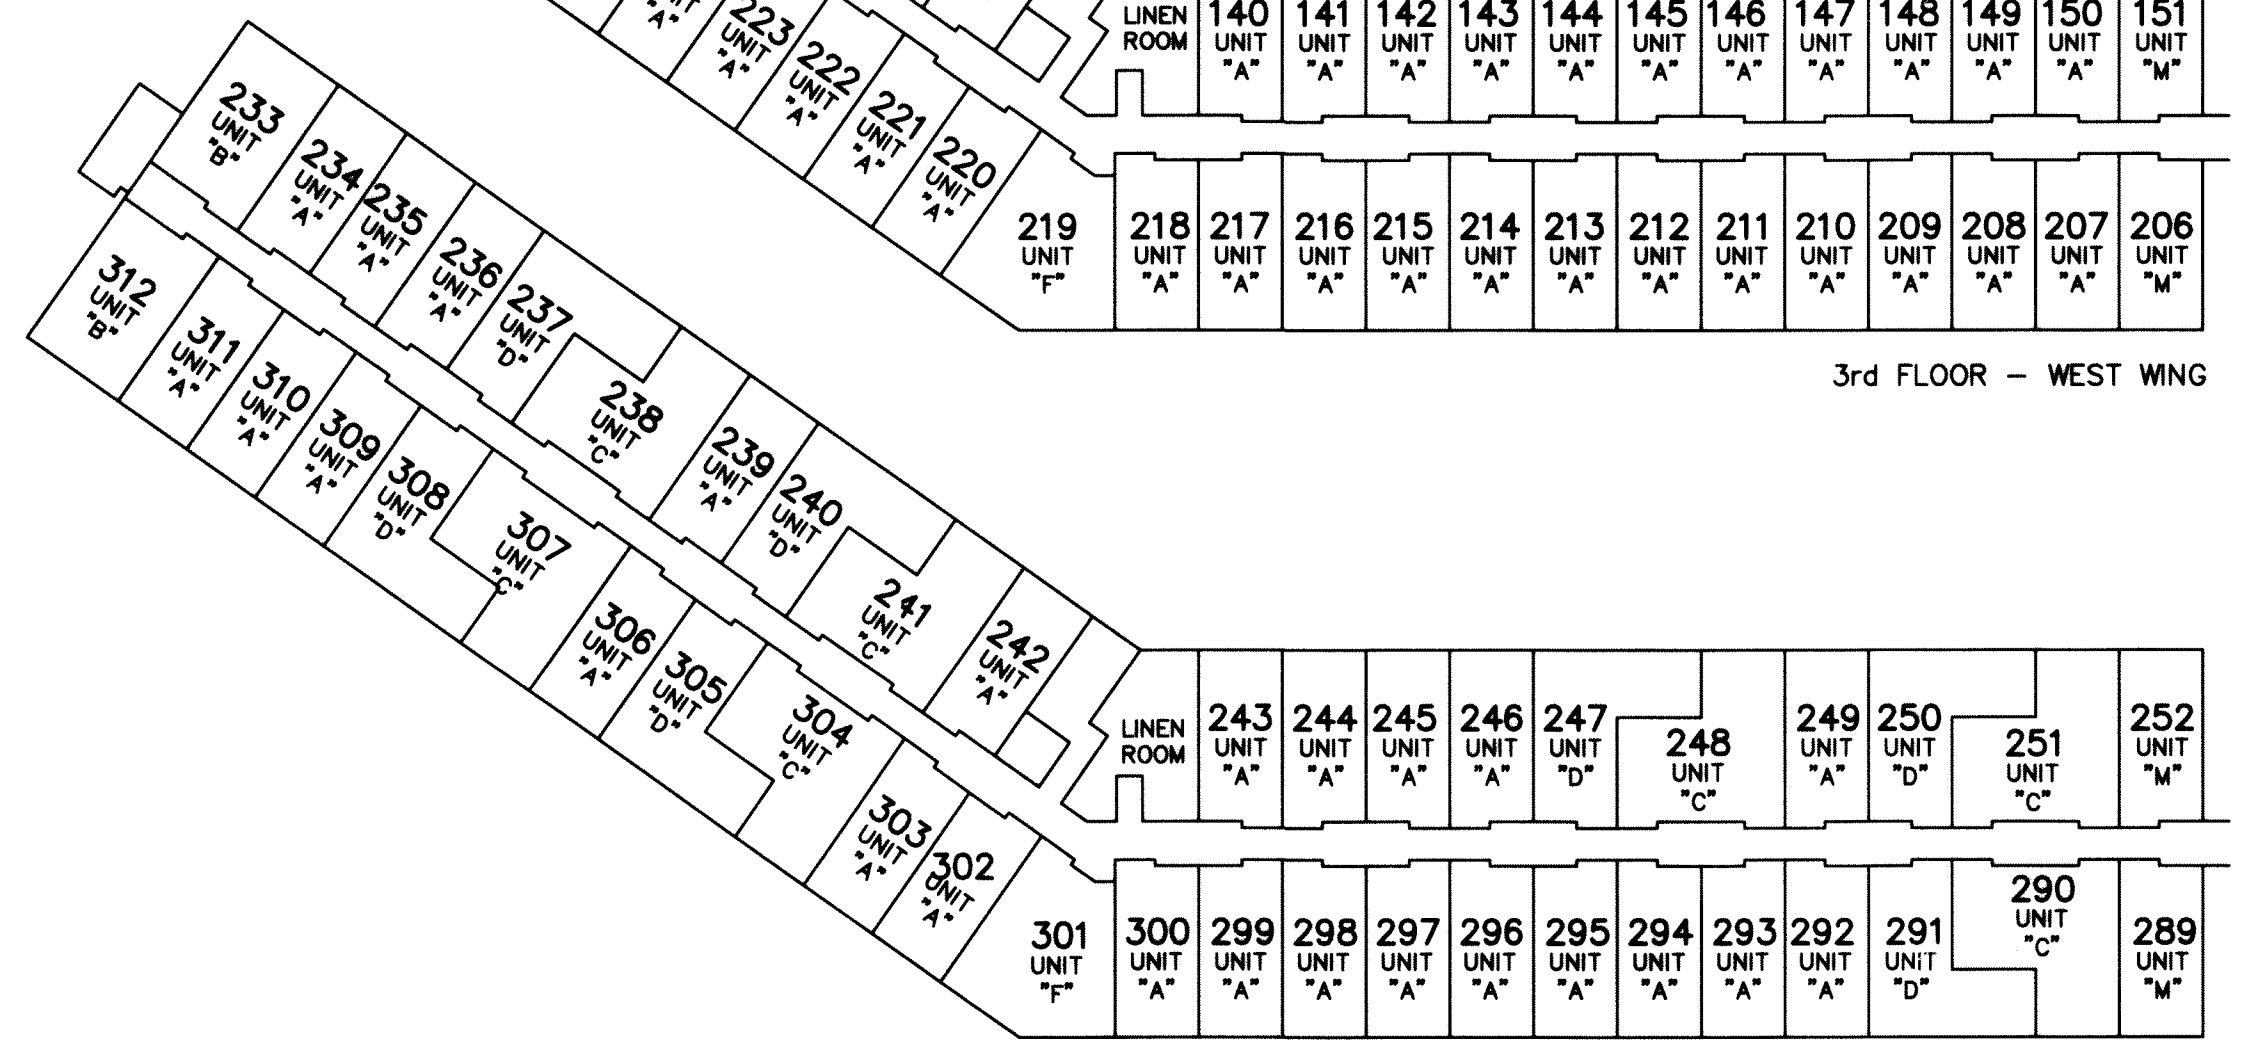 LINEN
ROOM
140
UNIT
"A"
141
UNIT
"A"
142
UNIT
"A"
143
UNIT
"A"
144
UNIT
"A"
145
UNIT
"A"
146
UNIT
"A"
147
UNIT
"A"
148
UNIT
"A"
149
UNIT
"A"
150
UNIT
"A"
151
UNIT
"M"
"A"
223
UNIT
"A"
222
UNIT
"A"
221
UNIT
"A"
220
UNIT
"A"
219
UNIT
"F"
218
UNIT
"A"
217
UNIT
"A"
216
UNIT
"A"
215
UNIT
"A"
214
UNIT
"A"
213
UNIT
"A"
212
UNIT
"A"
211
UNIT
"A"
210
UNIT
"A"
209
UNIT
"A"
208
UNIT
"A"
207
UNIT
"A"
206
UNIT
"M"
3rd FLOOR – WEST WING
233
UNIT
"B"
234
UNIT
"A"
235
UNIT
"A"
236
UNIT
"A"
237
UNIT
"D"
238
UNIT
"C"
239
UNIT
"A"
240
UNIT
"D"
241
UNIT
"C"
242
UNIT
"A"
LINEN
ROOM
243
UNIT
"A"
244
UNIT
"A"
245
UNIT
"A"
246
UNIT
"A"
247
UNIT
"D"
248
UNIT
"C"
249
UNIT
"A"
250
UNIT
"D"
251
UNIT
"C"
252
UNIT
"M"
312
UNIT
"B"
311
UNIT
"A"
310
UNIT
"A"
309
UNIT
"A"
308
UNIT
"D"
307
UNIT
"C"
306
UNIT
"A"
305
UNIT
"D"
304
UNIT
"C"
303
UNIT
"A"
302
UNIT
"A"
301
UNIT
"F"
300
UNIT
"A"
299
UNIT
"A"
298
UNIT
"A"
297
UNIT
"A"
296
UNIT
"A"
295
UNIT
"A"
294
UNIT
"A"
293
UNIT
"A"
292
UNIT
"A"
291
UNIT
"D"
290
UNIT
"C"
289
UNIT
"M"